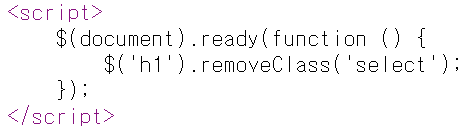 <script>
    $(document).ready(function () {
        $('h1').removeClass('select');
    });
</script>